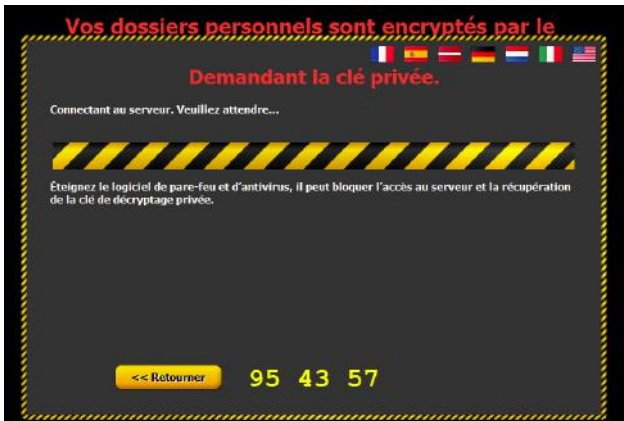 Vos dossiers personnels sont encryptés par le
Demandant la clé privée.
Connectant au serveur. Veuillez attendre...
Éteignez le logiciel de pare-feu et d'antivirus, il peut bloquer l'accès au serveur et la récupération
de la clé de décryptage privée.
<< Retourner
95 43 57